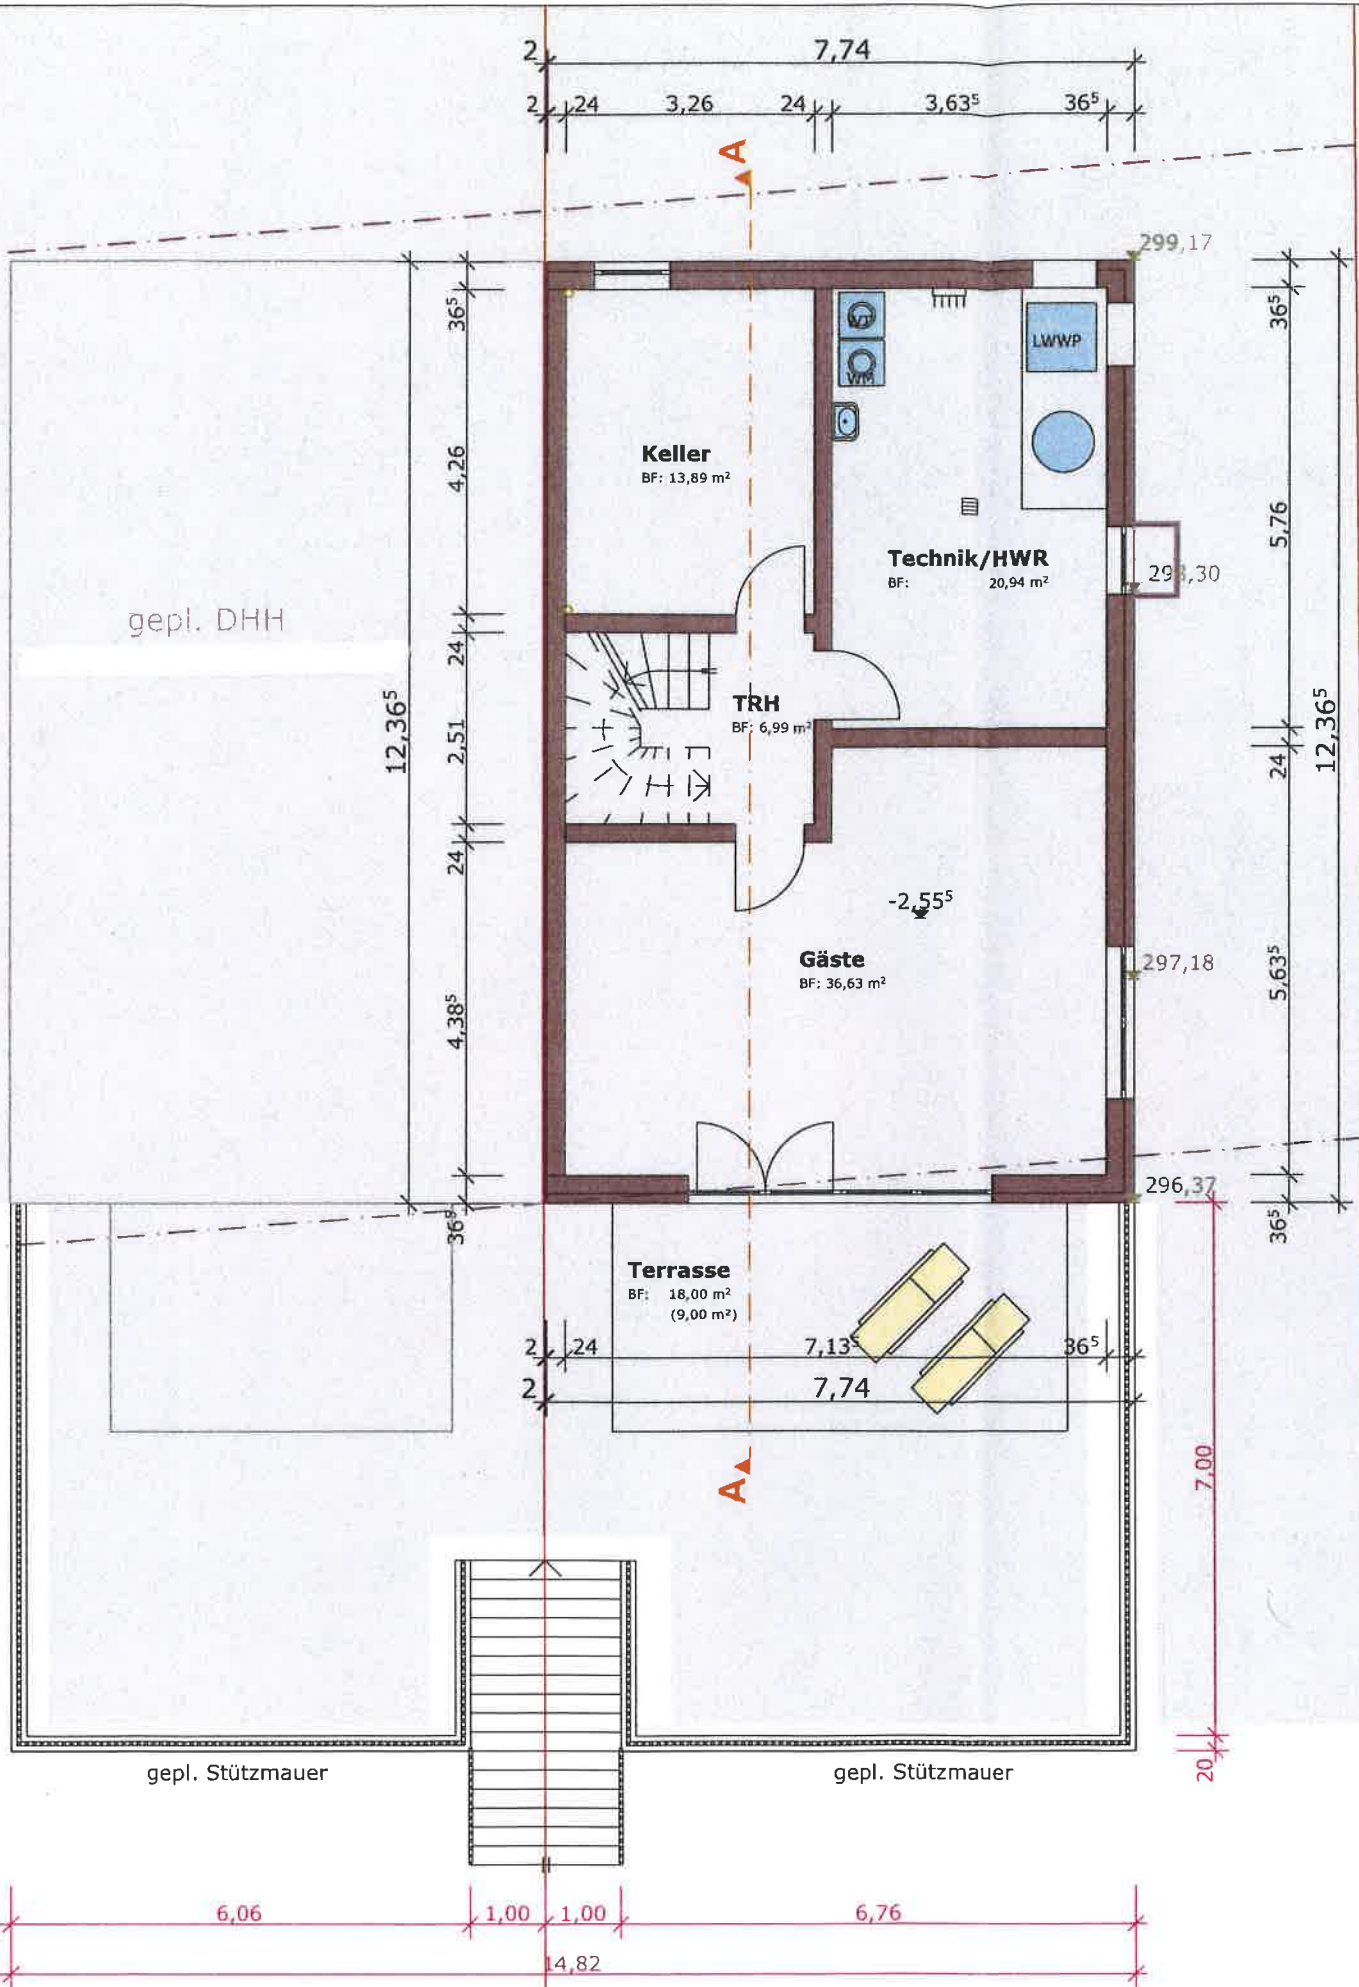 2 7,74
2 24 3,26 24 3,63⁵ 36⁵
A
299,17
36⁵
36⁵
VT
WM
LWWP
Keller
BF: 13,89 m²
4,26
5,76
Technik/HWR
BF: 20,94 m²
298,30
gepl. DHH
24
TRH
BF: 6,99 m²
12,36⁵
2,51
24
12,36⁵
24
-2,55⁵
Gäste
BF: 36,63 m²
297,18
5,63⁵
4,38⁵
296,37
36⁵
36⁵
Terrasse
BF: 18,00 m²
(9,00 m²)
2 24 7,13⁵ 36⁵
2 7,74
A
7,00
20
gepl. Stützmauer
gepl. Stützmauer
6,06 1,00 1,00 6,76
14,82